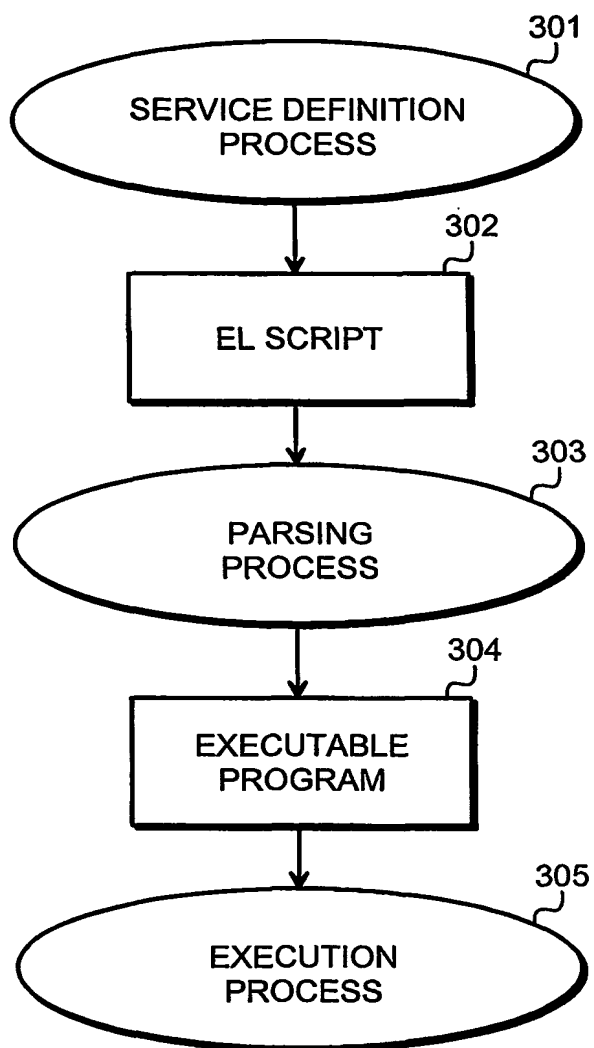 301
SERVICE DEFINITION
PROCESS
302
EL SCRIPT
303
PARSING
PROCESS
304
EXECUTABLE
PROGRAM
305
EXECUTION
PROCESS